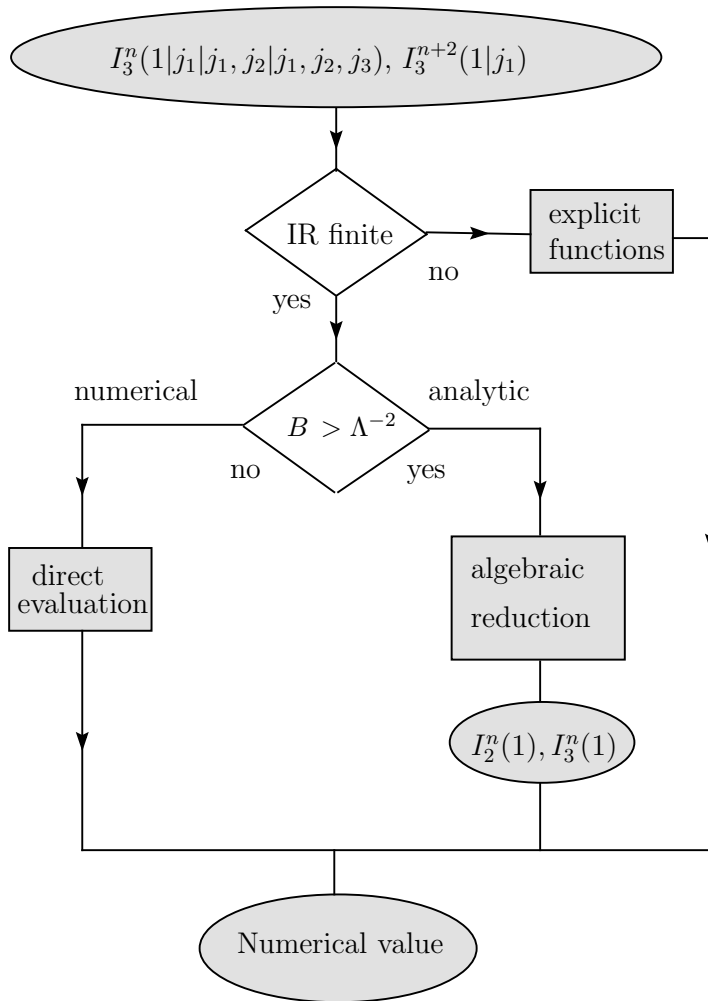 I_3^n(1|j_1|j_1, j_2|j_1, j_2, j_3), I_3^{n+2}(1|j_1)
IR finite
explicit
functions
no
yes
numerical
analytic
B > Λ^{-2}
no
yes
direct
evaluation
algebraic
reduction
I_2^n(1), I_3^n(1)
Numerical value